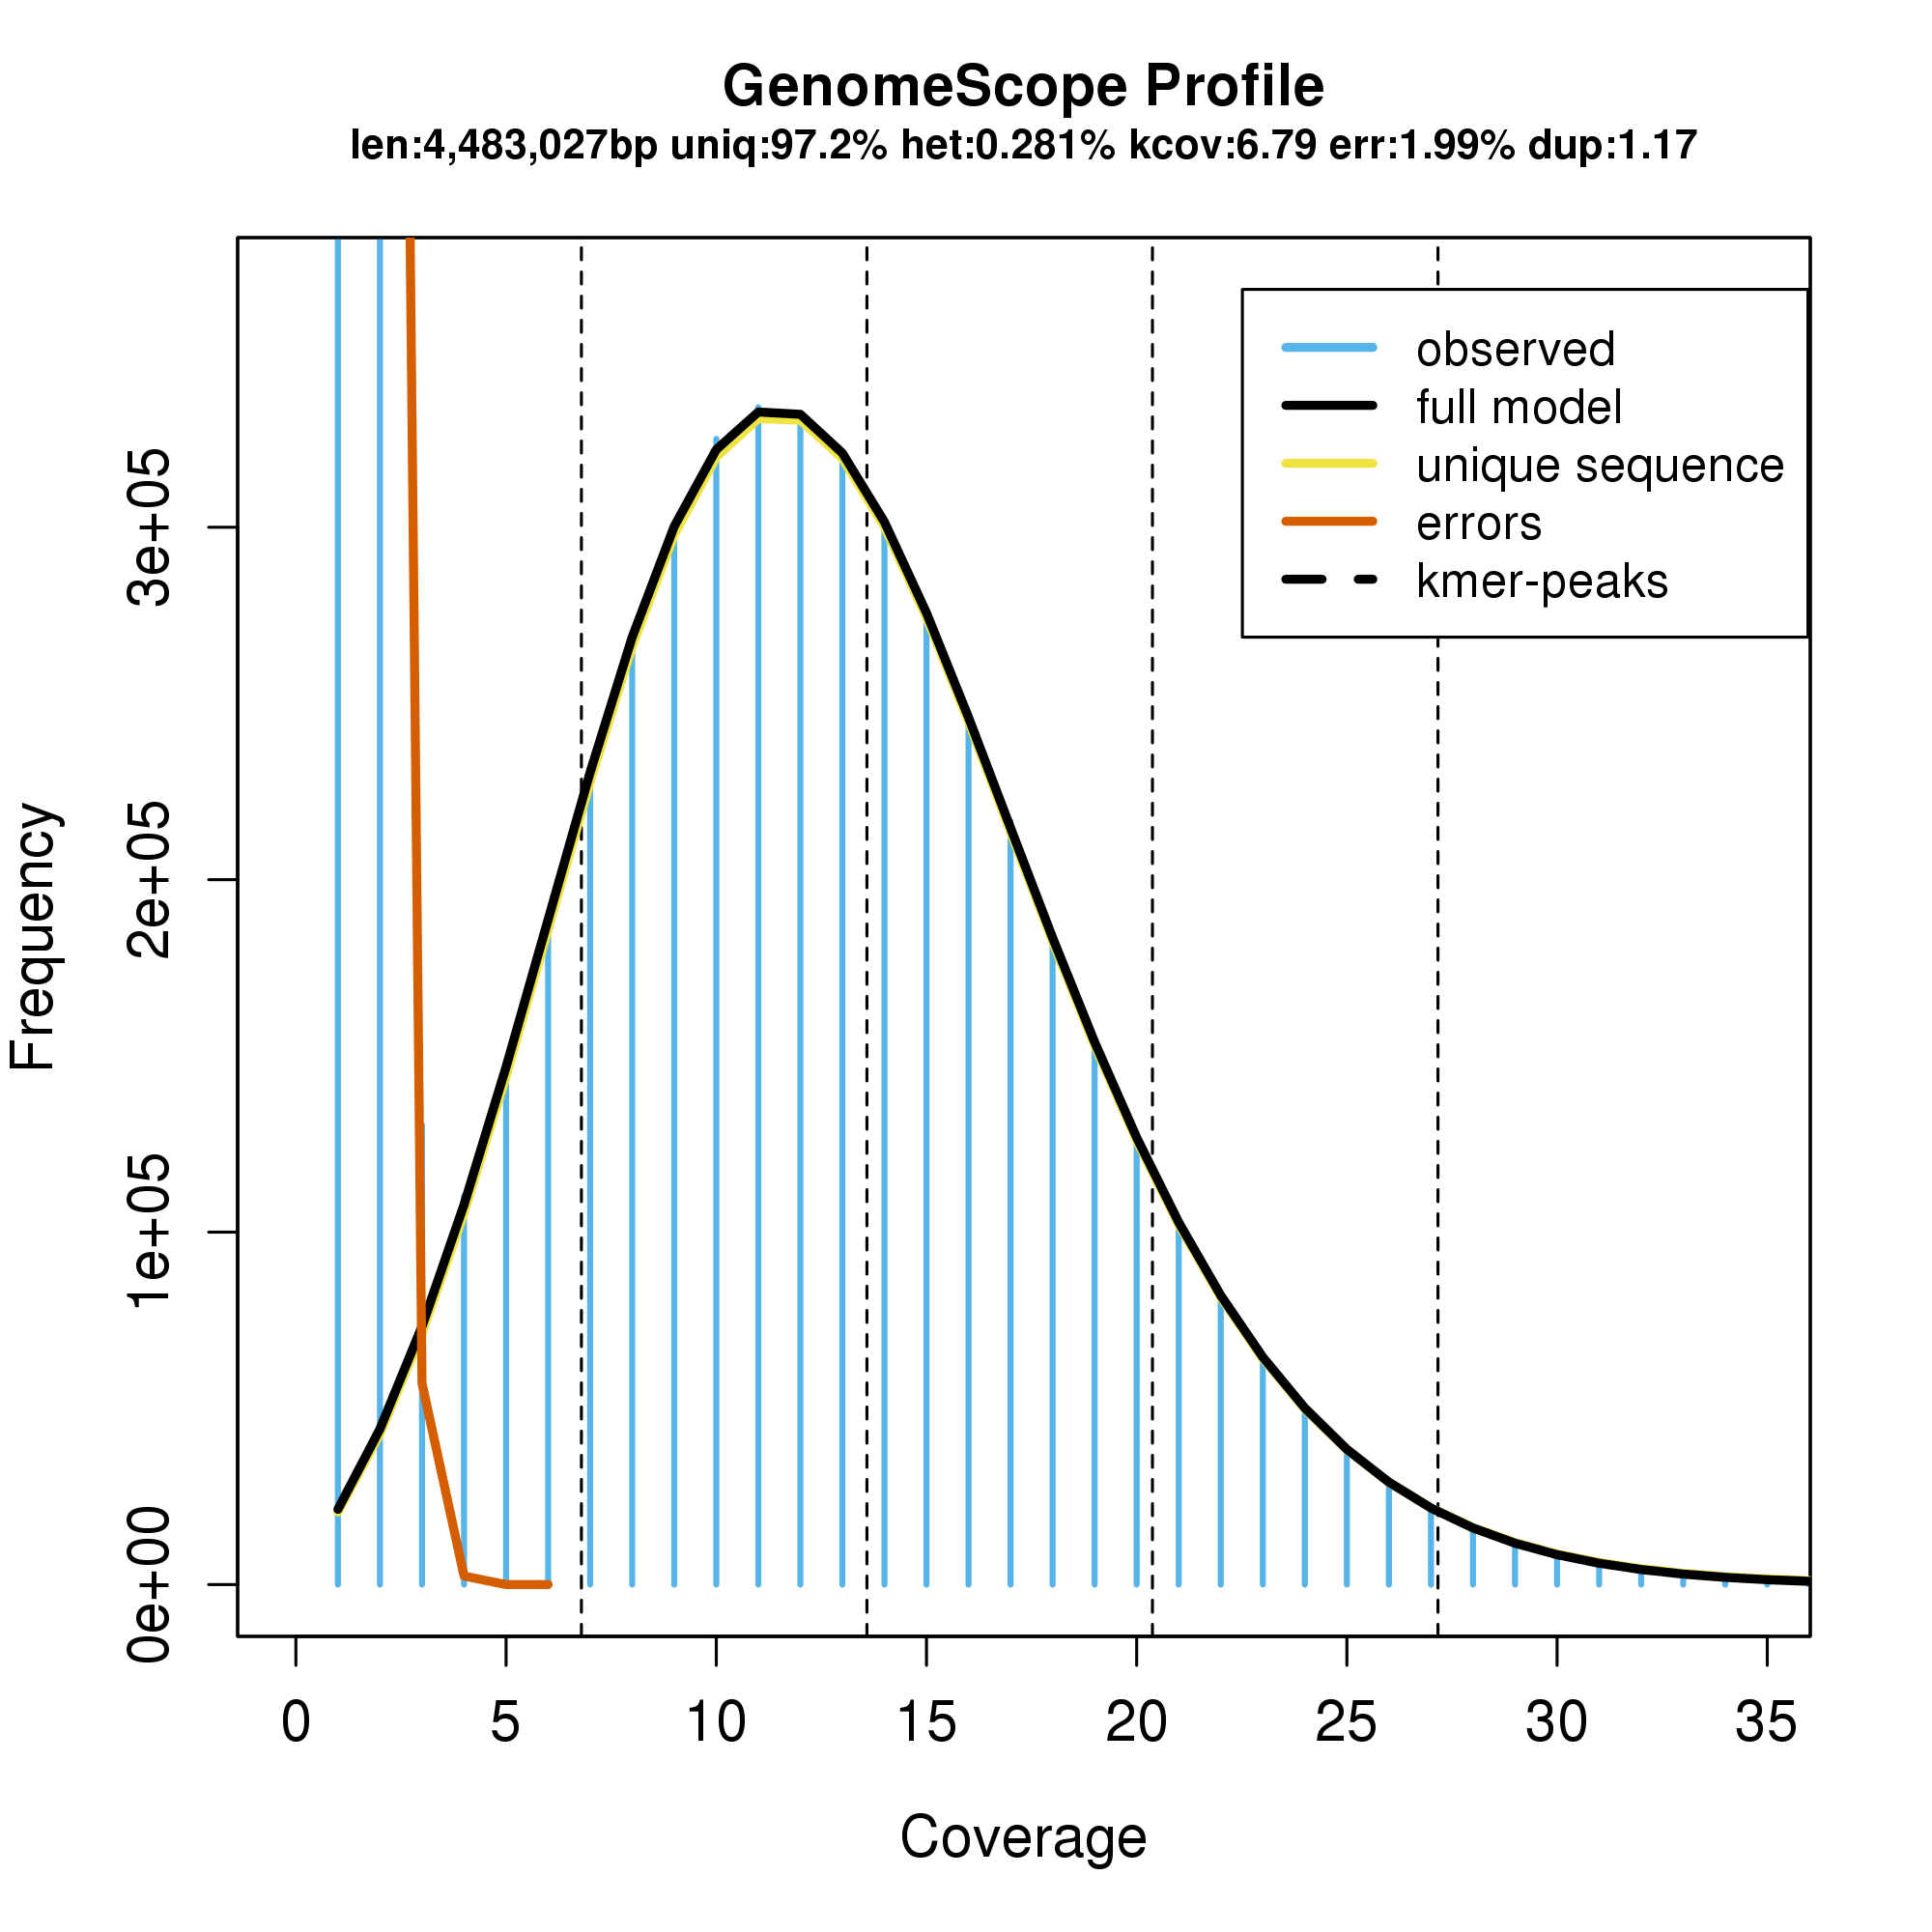 GenomeScope Profile
len:4,483,027bp uniq:97.2% het:0.281% kcov:6.79 err:1.99% dup:1.17
observed
full model
unique sequence
errors
kmer-peaks
Frequency
3e+05
2e+05
1e+05
0e+00
0 5 10 15 20 25 30 35
Coverage